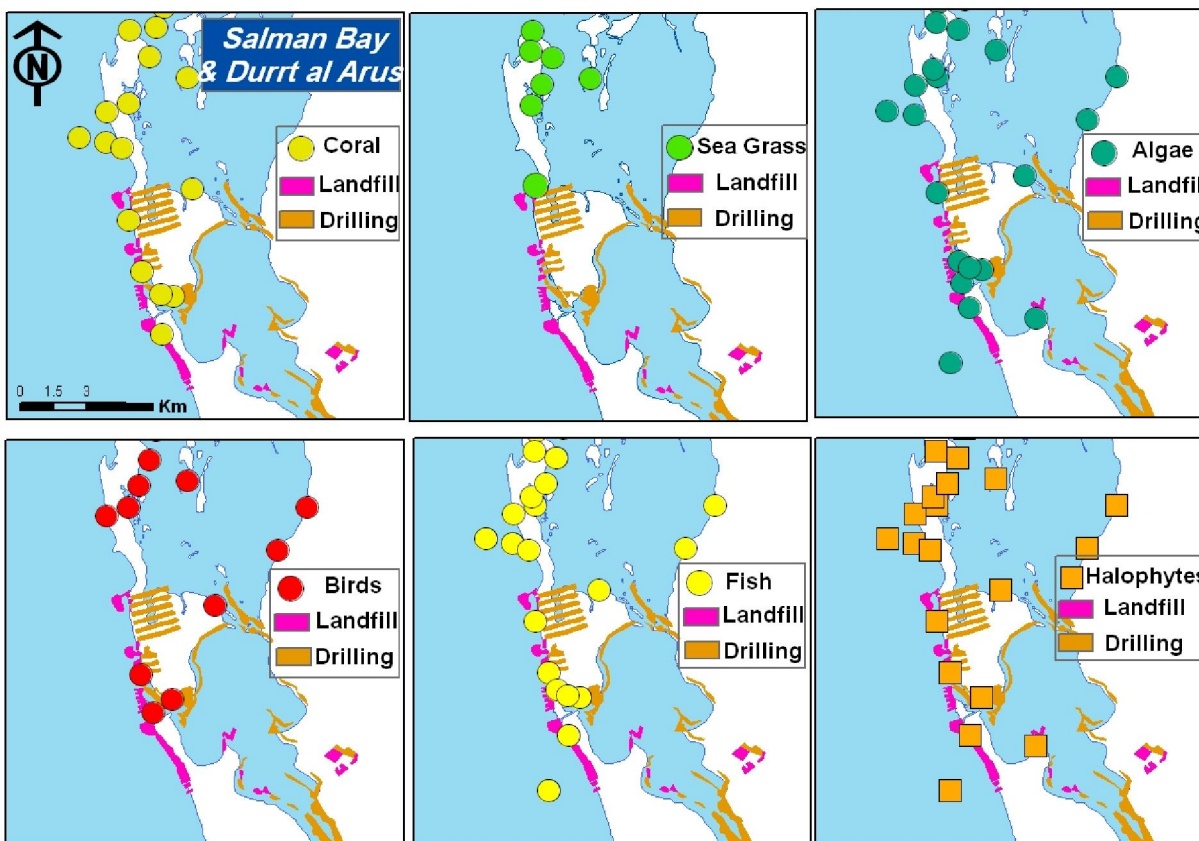 Salman Bay
& Durrt al Arus
N
Coral
Landfill
Drilling
0 1.5 3
Km
Sea Grass
Landfill
Drilling
Algae
Landfil
Drilling
Birds
Landfill
Drilling
Fish
Landfill
Drilling
Halophytes
Landfill
Drilling